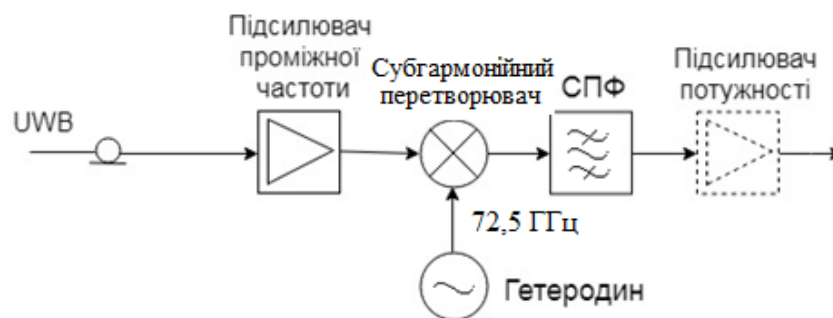 UWB
Підсилювач
проміжної
частоти
Субгармонійний
перетворювач
СПФ
Підсилювач
потужності
72,5 ГГц
Гетеродин